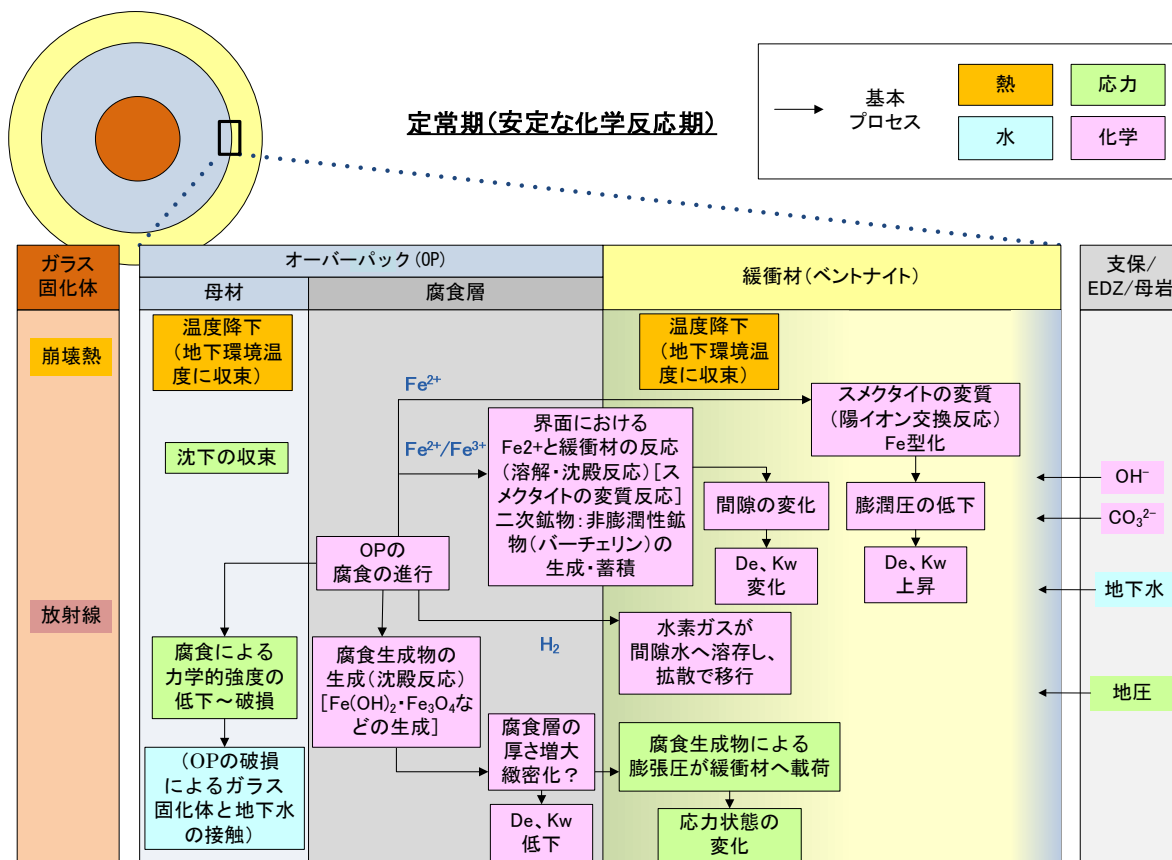 定常期(安定な化学反応期)
基本
プロセス
熱
応力
水
化学
ガラス
固化体
オーバーパック(OP)
母材
腐食層
緩衝材(ベントナイト)
支保/
EDZ/母岩
崩壊熱
放射線
温度降下
(地下環境温
度に収束)
沈下の収束
腐食による
力学的強度の
低下～破損
(OPの破損
によるガラス
固化体と地下水
の接触)
Fe²⁺
Fe²⁺/Fe³⁺
OPの
腐食の進行
腐食生成物の
生成(沈殿反応)
[Fe(OH)₂・Fe₃O₄な
どの生成]
界面における
Fe2+と緩衝材の反応
(溶解・沈殿反応)[ス
メクタイトの変質反応]
二次鉱物:非膨潤性鉱
物(バーチェリン)の
生成・蓄積
H₂
腐食層の
厚さ増大
緻密化?
De、Kw
低下
温度降下
(地下環境温
度に収束)
スメクタイトの変質
(陽イオン交換反応)
Fe型化
間隙の変化
De、Kw
変化
膨潤圧の低下
De、Kw
上昇
水素ガスが
間隙水へ溶存し、
拡散で移行
腐食生成物による
膨張圧が緩衝材へ載荷
応力状態の
変化
OH⁻
CO₃²⁻
地下水
地圧